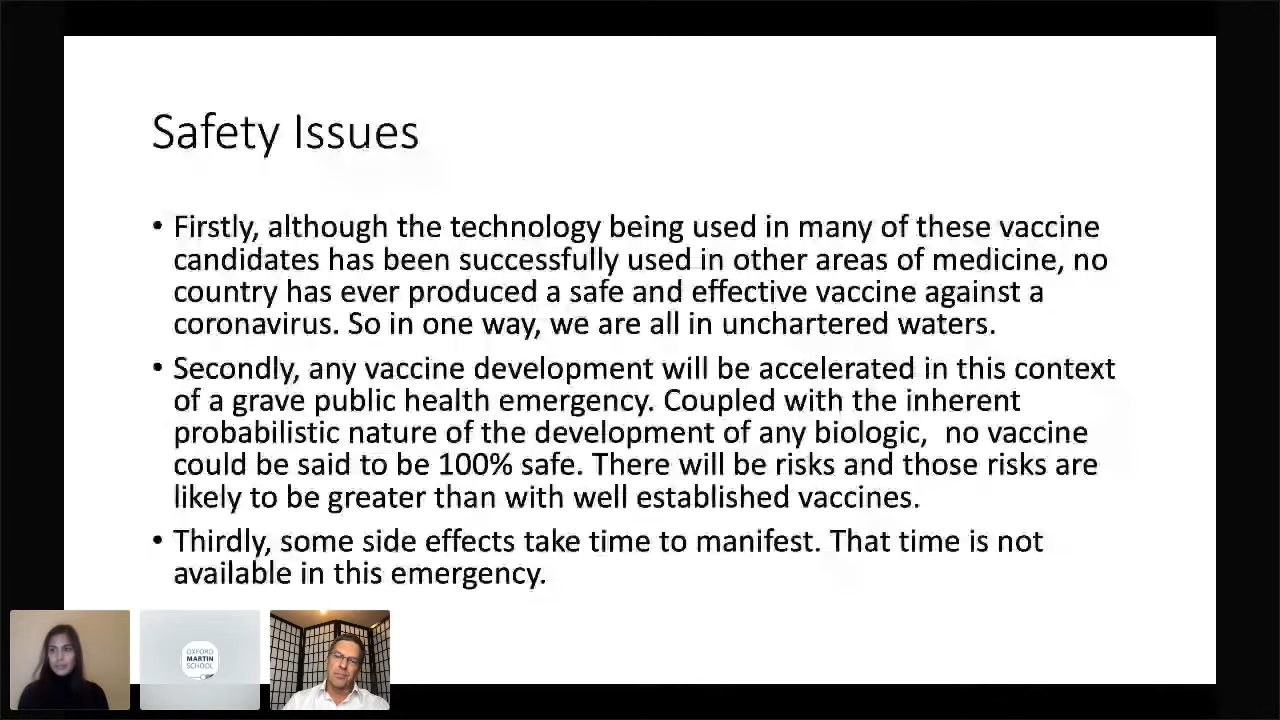 Safety Issues
• Firstly, although the technology being used in many of these vaccine
candidates has been successfully used in other areas of medicine, no
country has ever produced a safe and effective vaccine against a
coronavirus. So in one way, we are all in unchartered waters.
• Secondly, any vaccine development will be accelerated in this context
of a grave public health emergency. Coupled with the inherent
probabilistic nature of the development of any biologic,  no vaccine
could be said to be 100% safe. There will be risks and those risks are
likely to be greater than with well established vaccines.
• Thirdly, some side effects take time to manifest. That time is not
available in this emergency.
OXFORD
MARTIN
SCHOOL